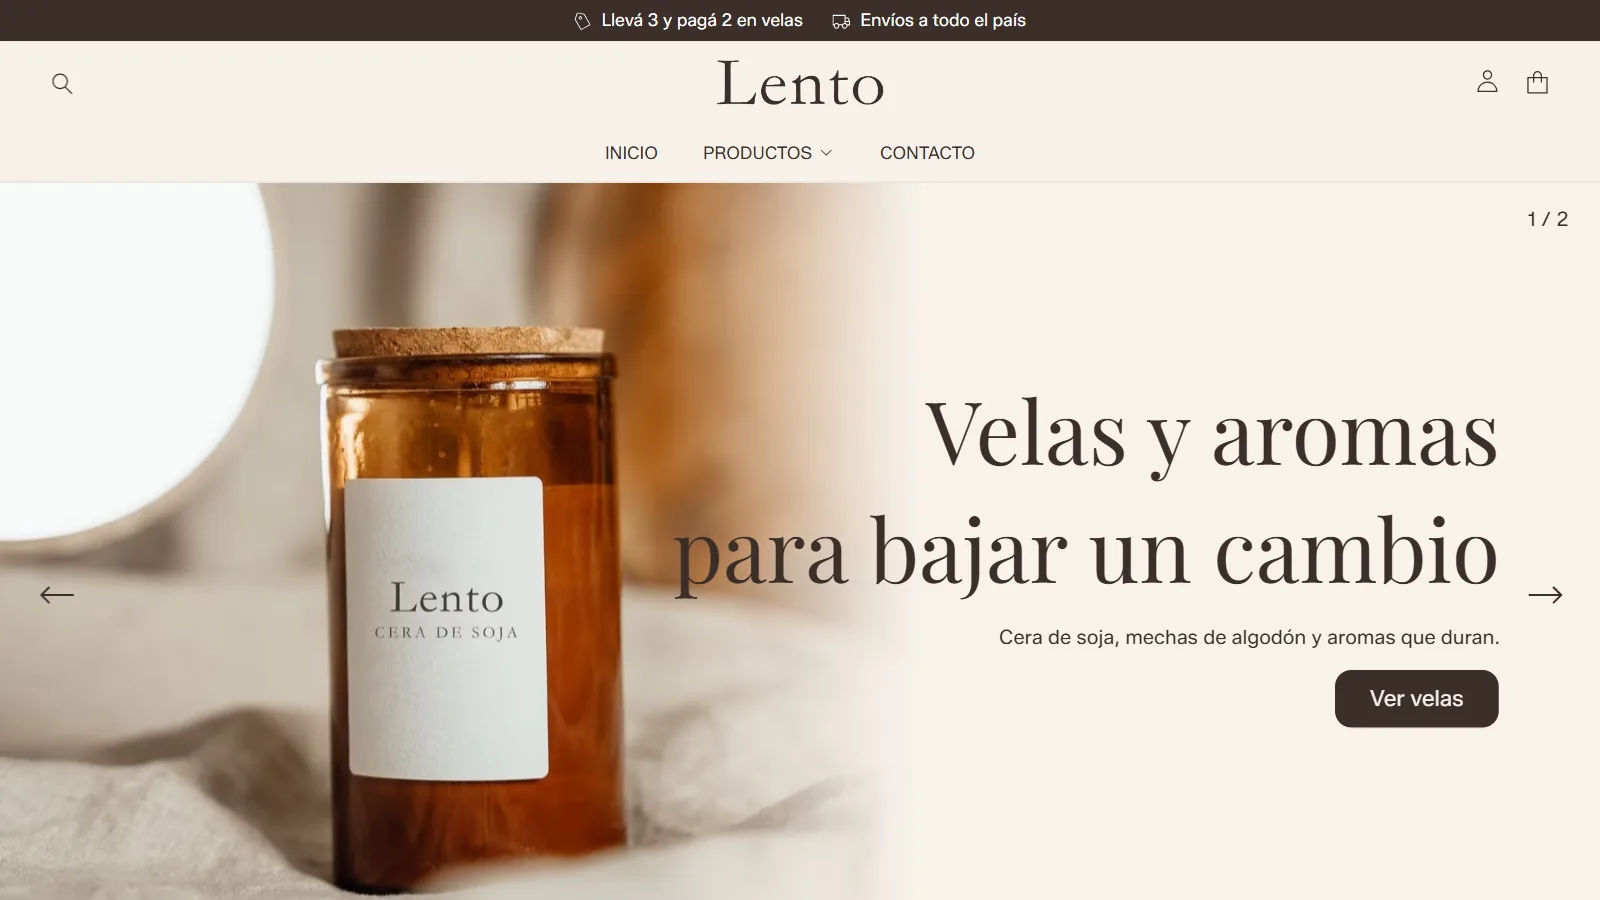 Llevá 3 y pagá 2 en velas Envíos a todo el país
Lento
INICIO PRODUCTOS CONTACTO
1 / 2
Velas y aromas
para bajar un cambio
Cera de soja, mechas de algodón y aromas que duran.
Ver velas
Lento
CERA DE SOJA